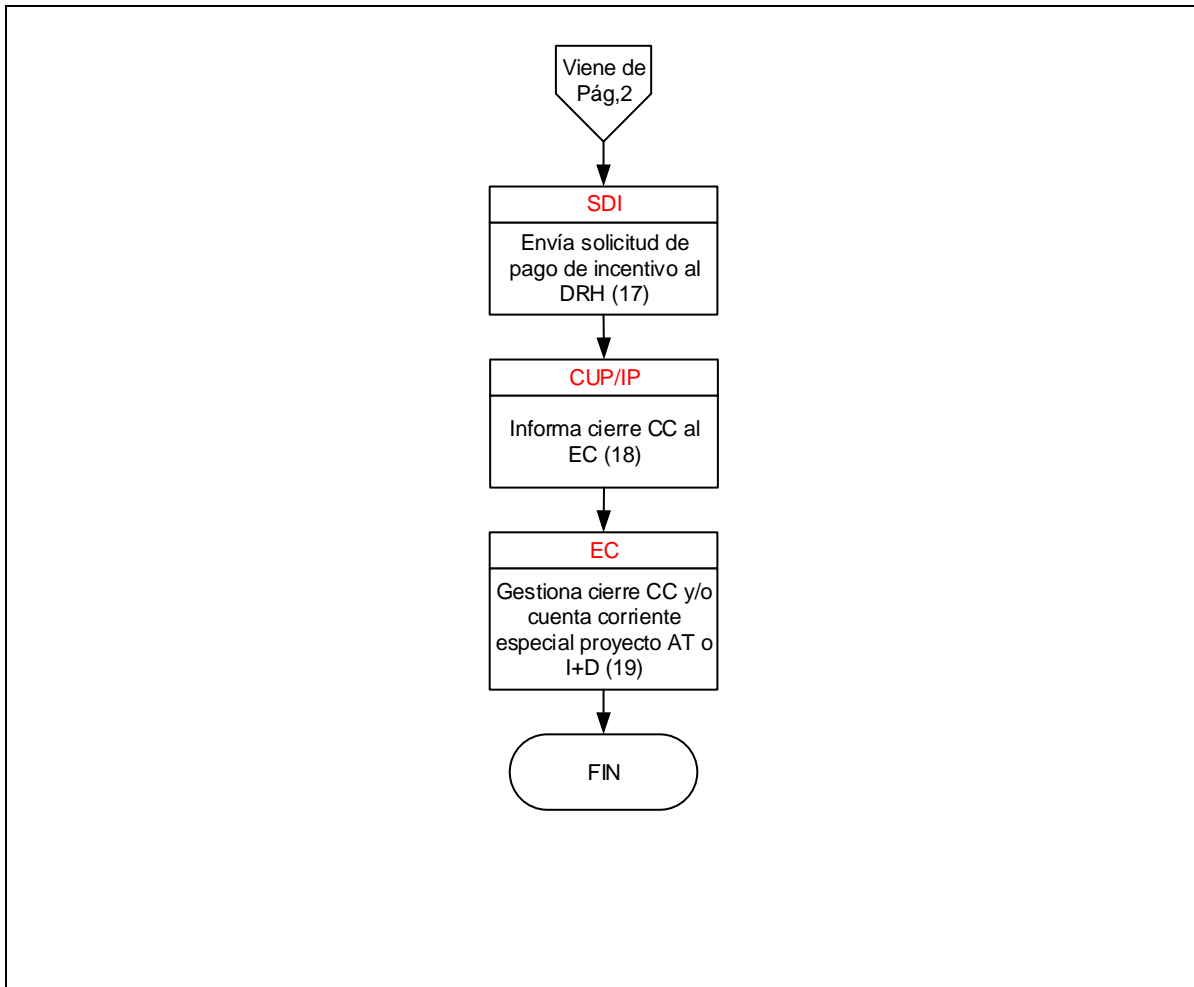 Viene de
Pág,2
SDI
Envía solicitud de
pago de incentivo al
DRH (17)
CUP/IP
Informa cierre CC al
EC (18)
EC
Gestiona cierre CC y/o
cuenta corriente
especial proyecto AT o
I+D (19)
FIN